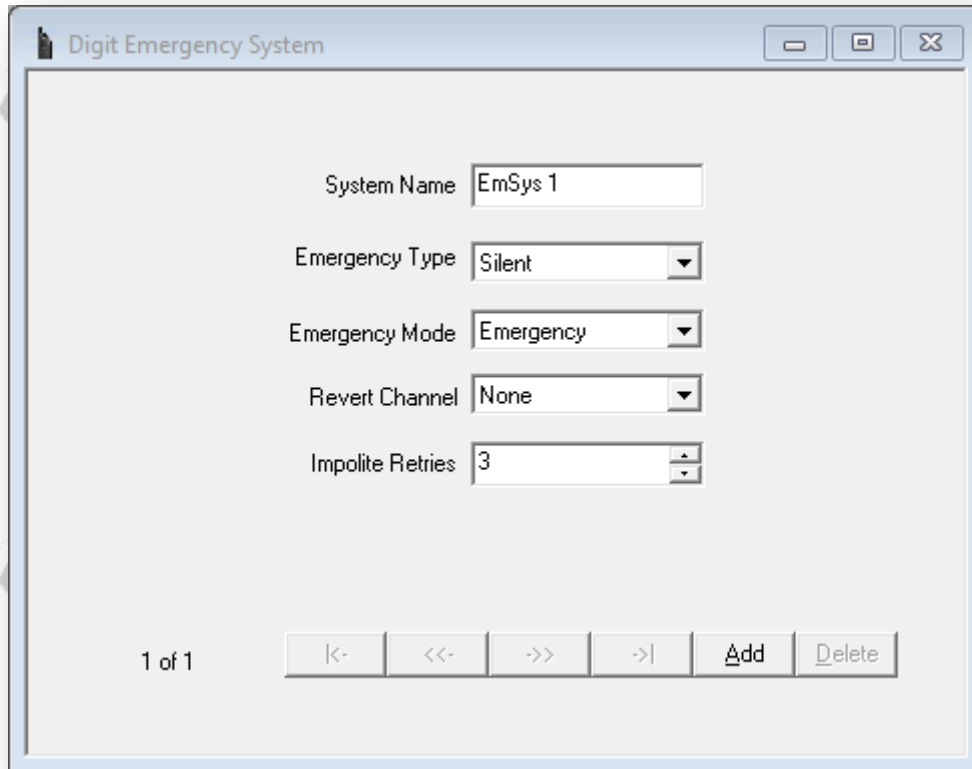 Digit Emergency System
System Name EmSys 1
Emergency Type Silent
Emergency Mode Emergency
Revert Channel None
Impolite Retries 3
1 of 1 |<- <<- ->> ->| Add Delete